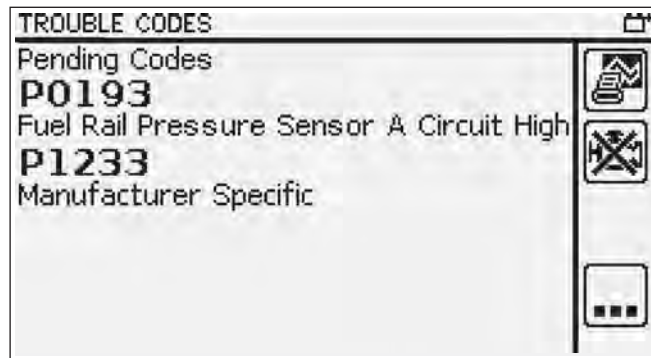 TROUBLE CODES
Pending Codes
P0193
Fuel Rail Pressure Sensor A Circuit High
P1233
Manufacturer Specific
...